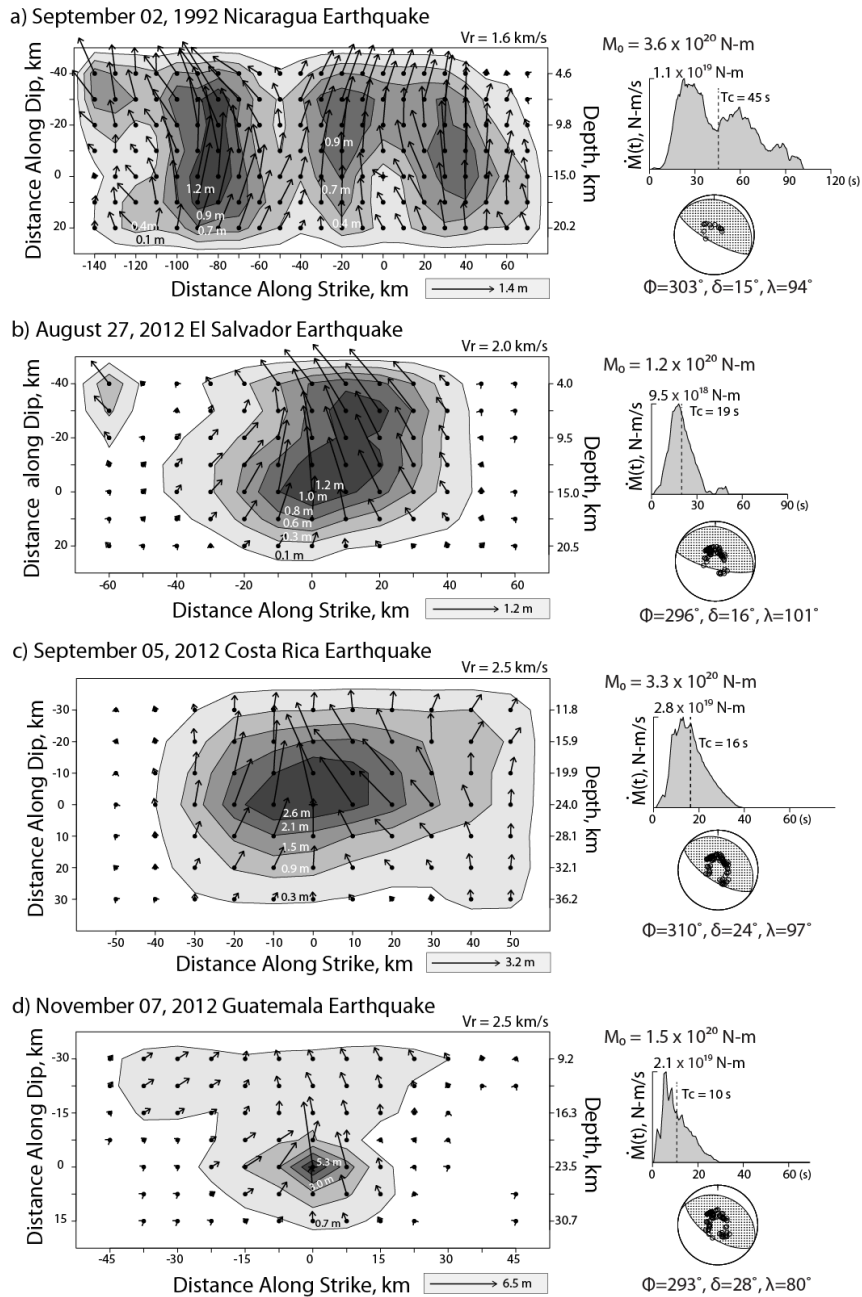 a) September 02, 1992 Nicaragua Earthquake
Vr = 1.6 km/s
Distance Along Dip, km
-40
-20
0
20
1.2 m
0.9 m
0.7 m
0.4 m
0.1 m
0.9 m
0.7 m
0.4 m
4.6
9.8
15.0
20.2
Depth, km
-140 -120 -100 -80 -60 -40 -20 0 20 40 60
Distance Along Strike, km
1.4 m
M₀ = 3.6 x 10²⁰ N-m
1.1 x 10¹⁹ N-m
Tc = 45 s
Ṁ(t), N-m/s
0 30 60 90 120 (s)
Φ=303˚, δ=15˚, λ=94˚
b) August 27, 2012 El Salvador Earthquake
Vr = 2.0 km/s
Distance along Dip, km
-40
-20
0
20
1.2 m
1.0 m
0.8 m
0.6 m
0.3 m
0.1 m
4.0
9.5
15.0
20.5
Depth, km
-60 -40 -20 0 20 40 60
Distance Along Strike, km
1.2 m
M₀ = 1.2 x 10²⁰ N-m
9.5 x 10¹⁸ N-m
Tc = 19 s
Ṁ(t), N-m/s
0 30 60 90 (s)
Φ=296˚, δ=16˚, λ=101˚
c) September 05, 2012 Costa Rica Earthquake
Vr = 2.5 km/s
Distance Along Dip, km
-30
-20
-10
0
10
20
30
2.6 m
2.1 m
1.5 m
0.9 m
0.3 m
11.8
15.9
19.9
24.0
28.1
32.1
36.2
Depth, km
-50 -40 -30 -20 -10 0 10 20 30 40 50
Distance Along Strike, km
3.2 m
M₀ = 3.3 x 10²⁰ N-m
2.8 x 10¹⁹ N-m
Tc = 16 s
Ṁ(t), N-m/s
0 20 40 60 (s)
Φ=310˚, δ=24˚, λ=97˚
d) November 07, 2012 Guatemala Earthquake
Vr = 2.5 km/s
Distance Along Dip, km
-30
-15
0
15
5.3 m
3.0 m
0.7 m
9.2
16.3
23.5
30.7
Depth, km
-45 -30 -15 0 15 30 45
Distance Along Strike, km
6.5 m
M₀ = 1.5 x 10²⁰ N-m
2.1 x 10¹⁹ N-m
Tc = 10 s
Ṁ(t), N-m/s
0 20 40 60 (s)
Φ=293˚, δ=28˚, λ=80˚